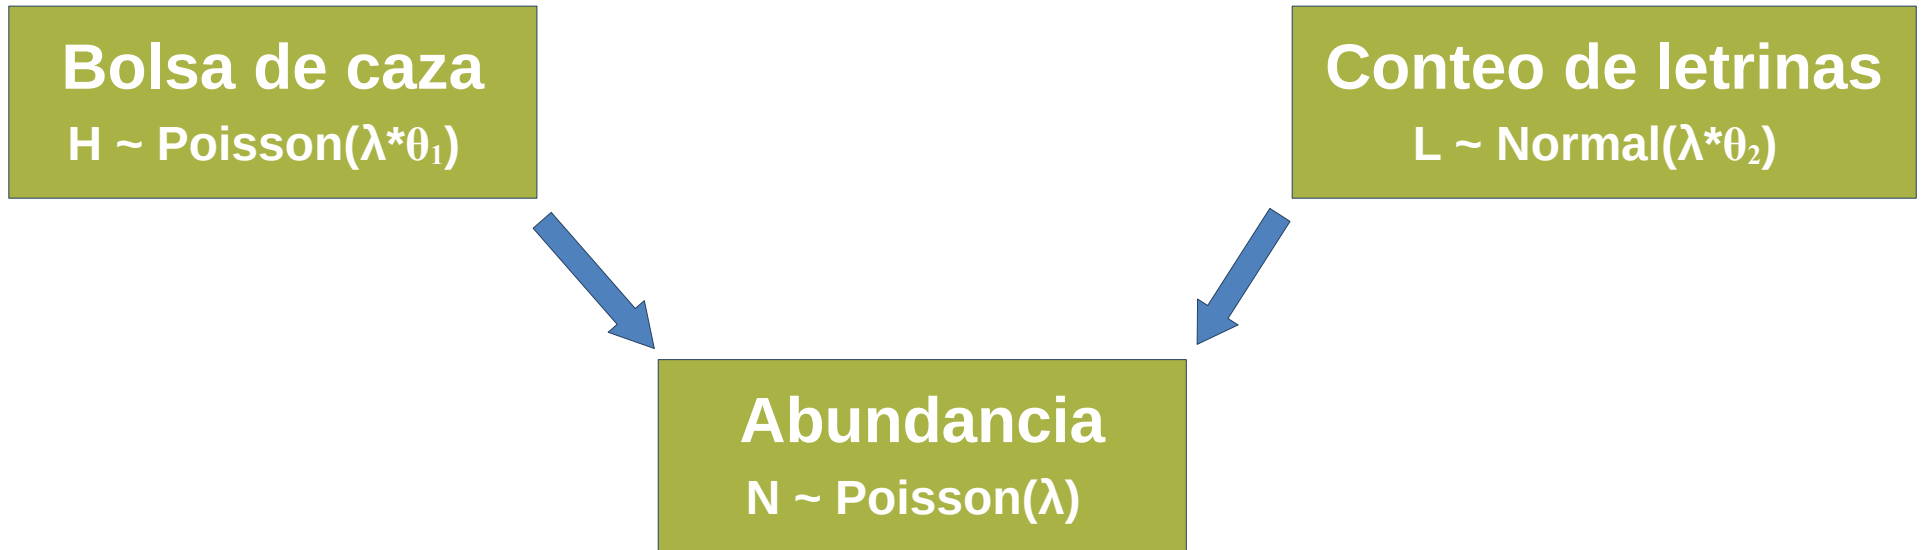 Bolsa de caza
H ~ Poisson(λ*θ₁)
Conteo de letrinas
L ~ Normal(λ*θ₂)
Abundancia
N ~ Poisson(λ)